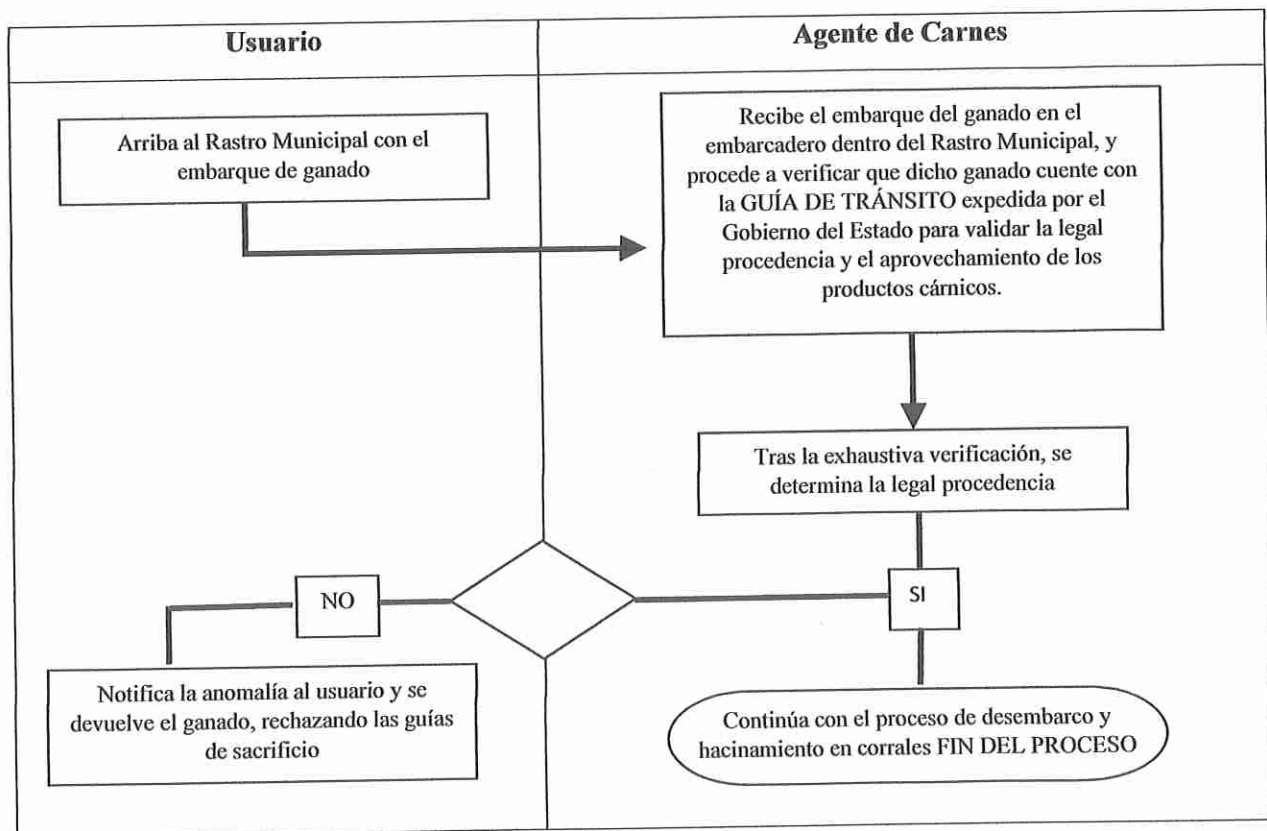 Usuario
Agente de Carnes
Arriba al Rastro Municipal con el
embarque de ganado
Recibe el embarque del ganado en el
embarcadero dentro del Rastro Municipal, y
procede a verificar que dicho ganado cuente con
la GUÍA DE TRÁNSITO expedida por el
Gobierno del Estado para validar la legal
procedencia y el aprovechamiento de los
productos cárnicos.
Tras la exhaustiva verificación, se
determina la legal procedencia
NO
SI
Notifica la anomalía al usuario y se
devuelve el ganado, rechazando las guías
de sacrificio
Continúa con el proceso de desembarco y
hacinamiento en corrales FIN DEL PROCESO